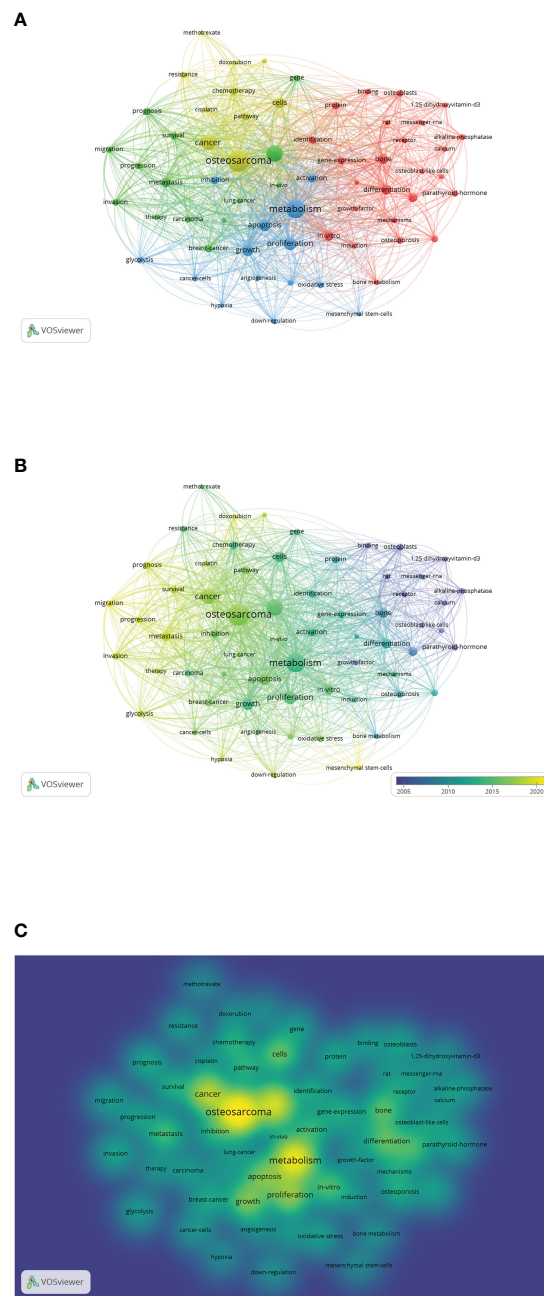 A
methotrexate
doxorubicin
resistance
gene
chemotherapy
binding
osteoblasts
cells
1,25-dihydroxyvitamin-d3
prognosis
cisplatin
protein
rat
messenger-rna
pathway
survival
identification
receptor
alkaline-phosphatase
cancer
calcium
migration
osteosarcoma
gene-expression
bone
progression
osteoblast-like cells
metastasis
inhibition
activation
in-vivo
differentiation
parathyroid-hormone
invasion
therapy
carcinoma
lung-cancer
metabolism
growth-factor
mechanisms
apoptosis
in-vitro
induction
osteoporosis
breast-cancer
growth
proliferation
glycolysis
cancer-cells
angiogenesis
oxidative stress
bone metabolism
hypoxia
down-regulation
mesenchymal stem-cells
VOSviewer
B
methotrexate
doxorubicin
resistance
gene
chemotherapy
binding
osteoblasts
cells
1,25-dihydroxyvitamin-d3
prognosis
cisplatin
protein
rat
messenger-rna
pathway
survival
identification
receptor
alkaline-phosphatase
cancer
calcium
migration
osteosarcoma
gene-expression
bone
progression
osteoblast-like cells
metastasis
inhibition
activation
in-vivo
differentiation
parathyroid-hormone
invasion
therapy
carcinoma
lung-cancer
metabolism
growth-factor
mechanisms
apoptosis
in-vitro
induction
osteoporosis
breast-cancer
growth
proliferation
glycolysis
cancer-cells
angiogenesis
oxidative stress
bone metabolism
hypoxia
down-regulation
mesenchymal stem-cells
VOSviewer
2005 2010 2015 2020
C
methotrexate
doxorubicin
resistance
gene
chemotherapy
binding
osteoblasts
cells
1,25-dihydroxyvitamin-d3
prognosis
cisplatin
protein
rat
messenger-rna
pathway
survival
identification
receptor
alkaline-phosphatase
cancer
calcium
migration
osteosarcoma
gene-expression
bone
progression
osteoblast-like cells
metastasis
inhibition
activation
in-vivo
differentiation
parathyroid-hormone
invasion
therapy
carcinoma
lung-cancer
metabolism
growth-factor
mechanisms
apoptosis
in-vitro
induction
osteoporosis
breast-cancer
growth
proliferation
glycolysis
cancer-cells
angiogenesis
oxidative stress
bone metabolism
hypoxia
down-regulation
mesenchymal stem-cells
VOSviewer